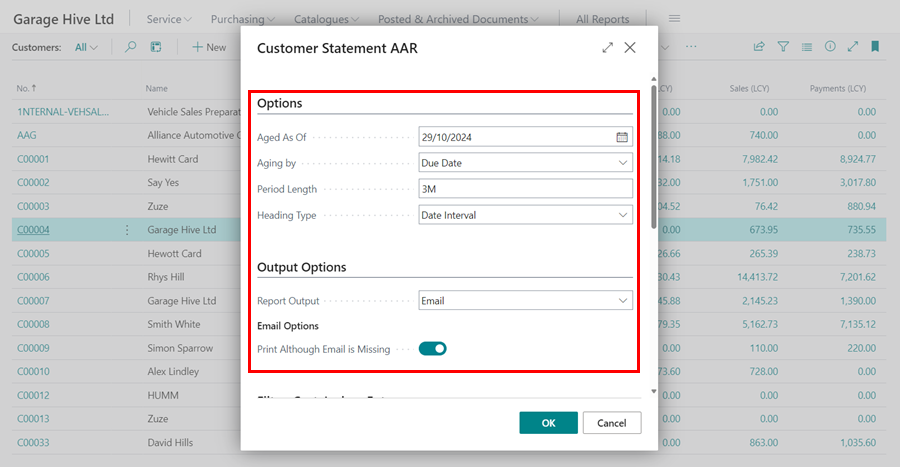 Garage Hive Ltd Service Purchasing Catalogues Posted & Archived Documents All Reports
Customers: All New
Customer Statement AAR
No. ↑ Name (LCY) Sales (LCY) Payments (LCY)
Options
1NTERNAL-VEHSAL... Vehicle Sales Preparat 0.00 0.00 0.00
AAG Alliance Automotive G 88.00 740.00 0.00
Aged As Of 29/10/2024
C00001 Hewitt Card 14.18 7,982.42 8,924.77
Aging by Due Date
C00002 Say Yes 32.00 1,751.00 3,017.80
Period Length 3M
C00003 Zuze 04.52 76.42 880.94
Heading Type Date Interval
C00004 Garage Hive Ltd 0.00 673.95 735.55
C00005 Hewott Card 26.66 265.39 238.73
Output Options
C00006 Rhys Hill 30.43 14,413.72 7,201.62
C00007 Garage Hive Ltd 45.88 2,145.23 1,390.00
Report Output Email
C00008 Smith White 79.35 5,162.73 7,135.12
Email Options
C00009 Simon Sparrow 110.00 220.00
Print Although Email is Missing
C00010 Alex Lindley 73.60 728.00 0.00
C00012 HUMM 0.00 0.00 0.00
C00013 Zuze 0.00 0.00 0.00
OK Cancel
C00033 David Hills 863.00 1,035.60